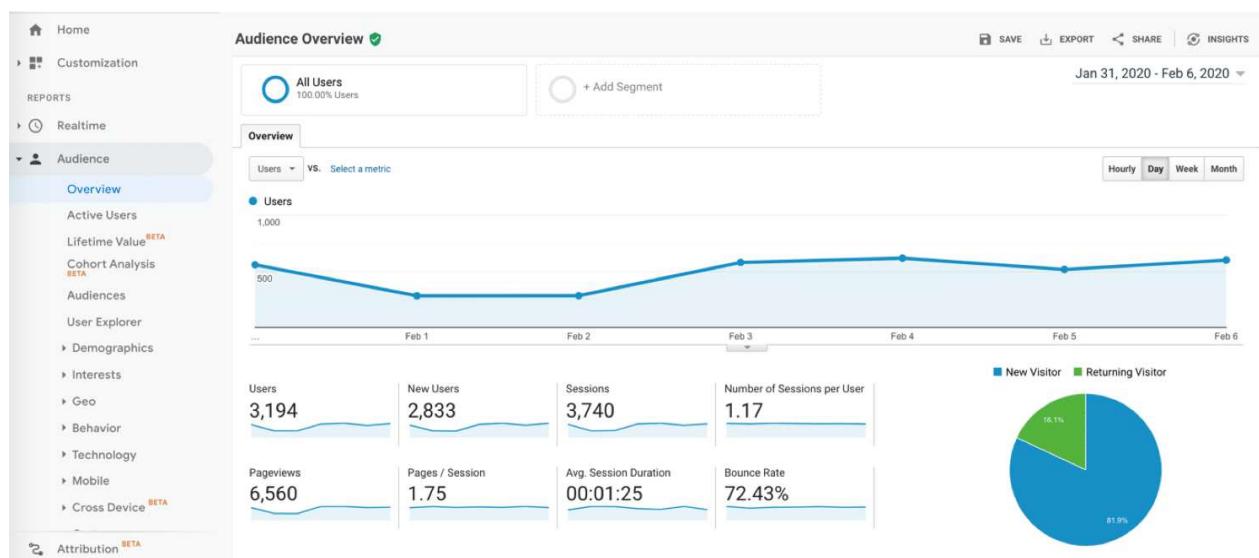 Home
Customization
REPORTS
Realtime
Audience
Overview
Active Users
Lifetime Value BETA
Cohort Analysis
BETA
Audiences
User Explorer
Demographics
Interests
Geo
Behavior
Technology
Mobile
Cross Device BETA
Attribution BETA
Audience Overview
SAVE EXPORT SHARE INSIGHTS
All Users
100.00% Users
+ Add Segment
Jan 31, 2020 - Feb 6, 2020
Overview
Users VS. Select a metric
Hourly Day Week Month
Users
1,000
500
... Feb 1 Feb 2 Feb 3 Feb 4 Feb 5 Feb 6
New Visitor Returning Visitor
Users
3,194
New Users
2,833
Sessions
3,740
Number of Sessions per User
1.17
Pageviews
6,560
Pages / Session
1.75
Avg. Session Duration
00:01:25
Bounce Rate
72.43%
81.9%